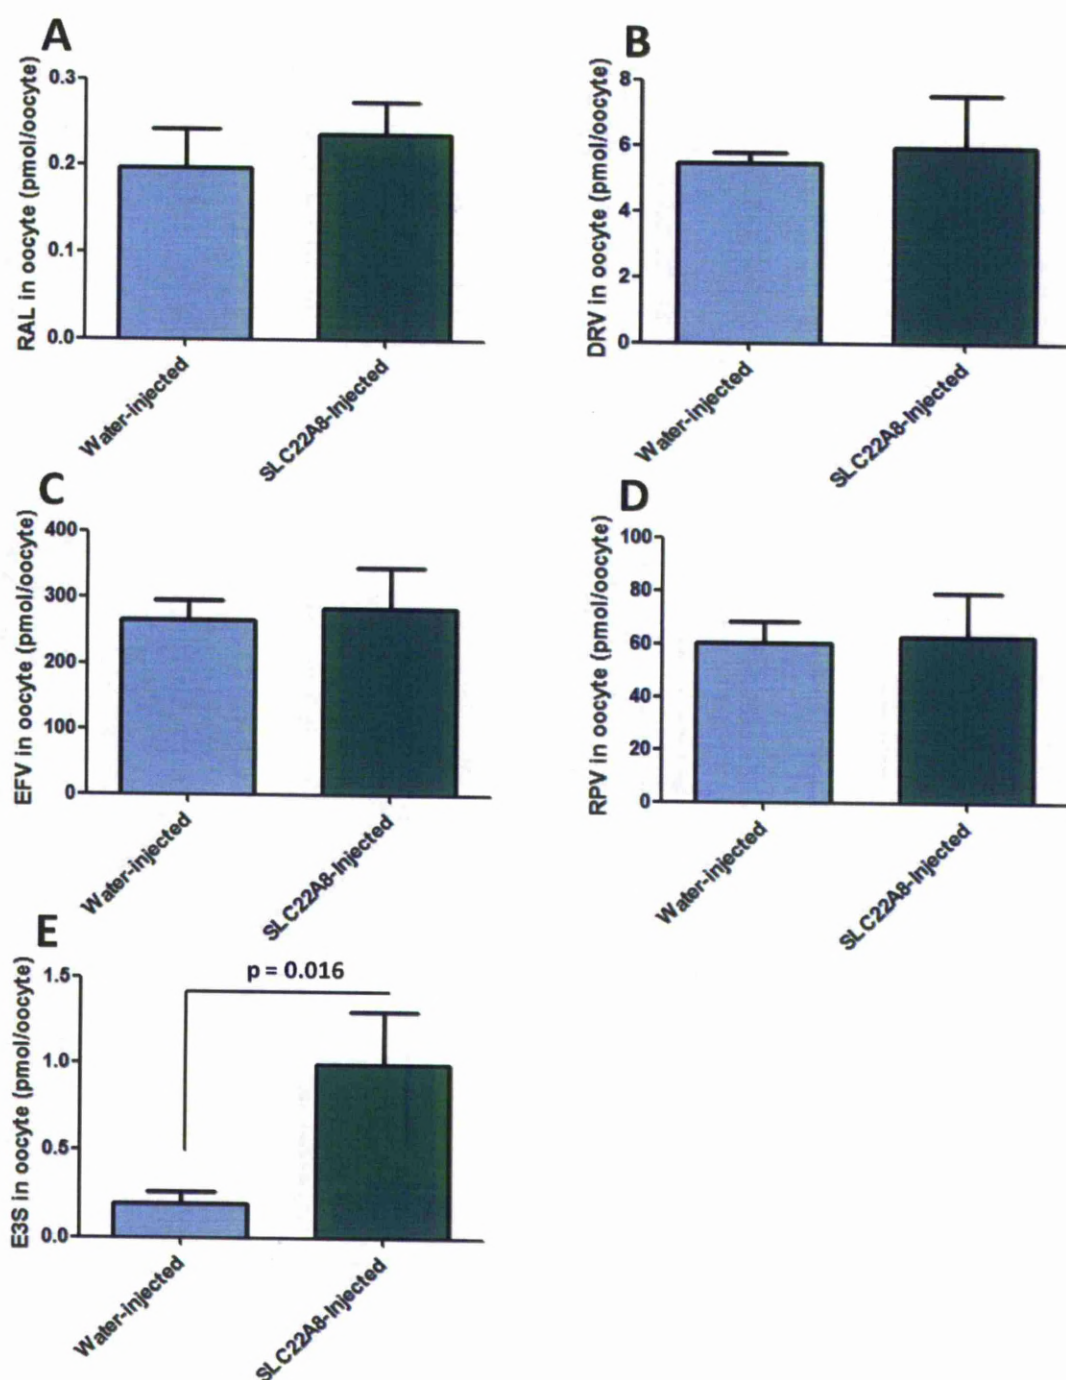 A
RAL in oocyte (pmol/oocyte)
0.3
0.2
0.1
0.0
Water-injected
SLC22A8-Injected
B
DRV in oocyte (pmol/oocyte)
8
6
4
2
0
Water-injected
SLC22A8-Injected
C
EFV in oocyte (pmol/oocyte)
400
300
200
100
0
Water-injected
SLC22A8-Injected
D
RPV in oocyte (pmol/oocyte)
100
80
60
40
20
0
Water-injected
SLC22A8-Injected
E
E3S in oocyte (pmol/oocyte)
1.5
1.0
0.5
0.0
p = 0.016
Water-injected
SLC22A8-Injected